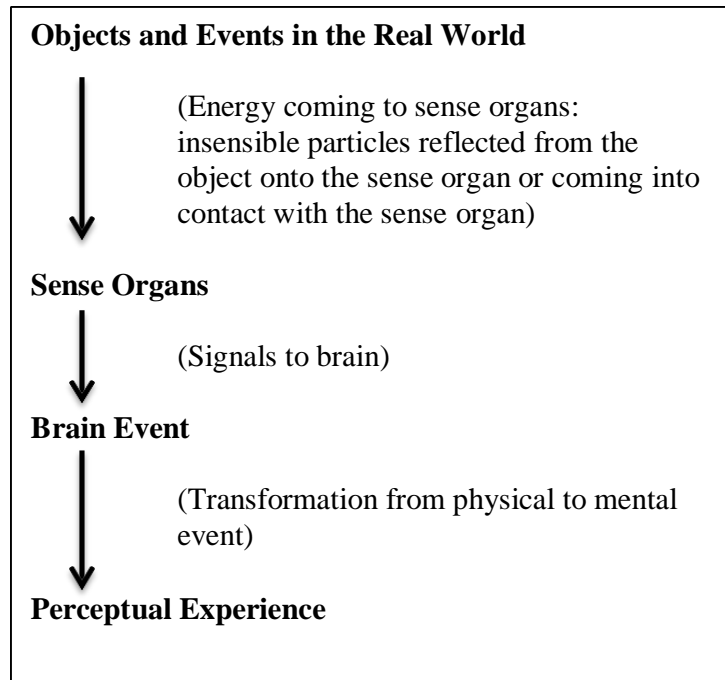 Objects and Events in the Real World
(Energy coming to sense organs:
insensible particles reflected from the
object onto the sense organ or coming into
contact with the sense organ)
Sense Organs
(Signals to brain)
Brain Event
(Transformation from physical to mental
event)
Perceptual Experience